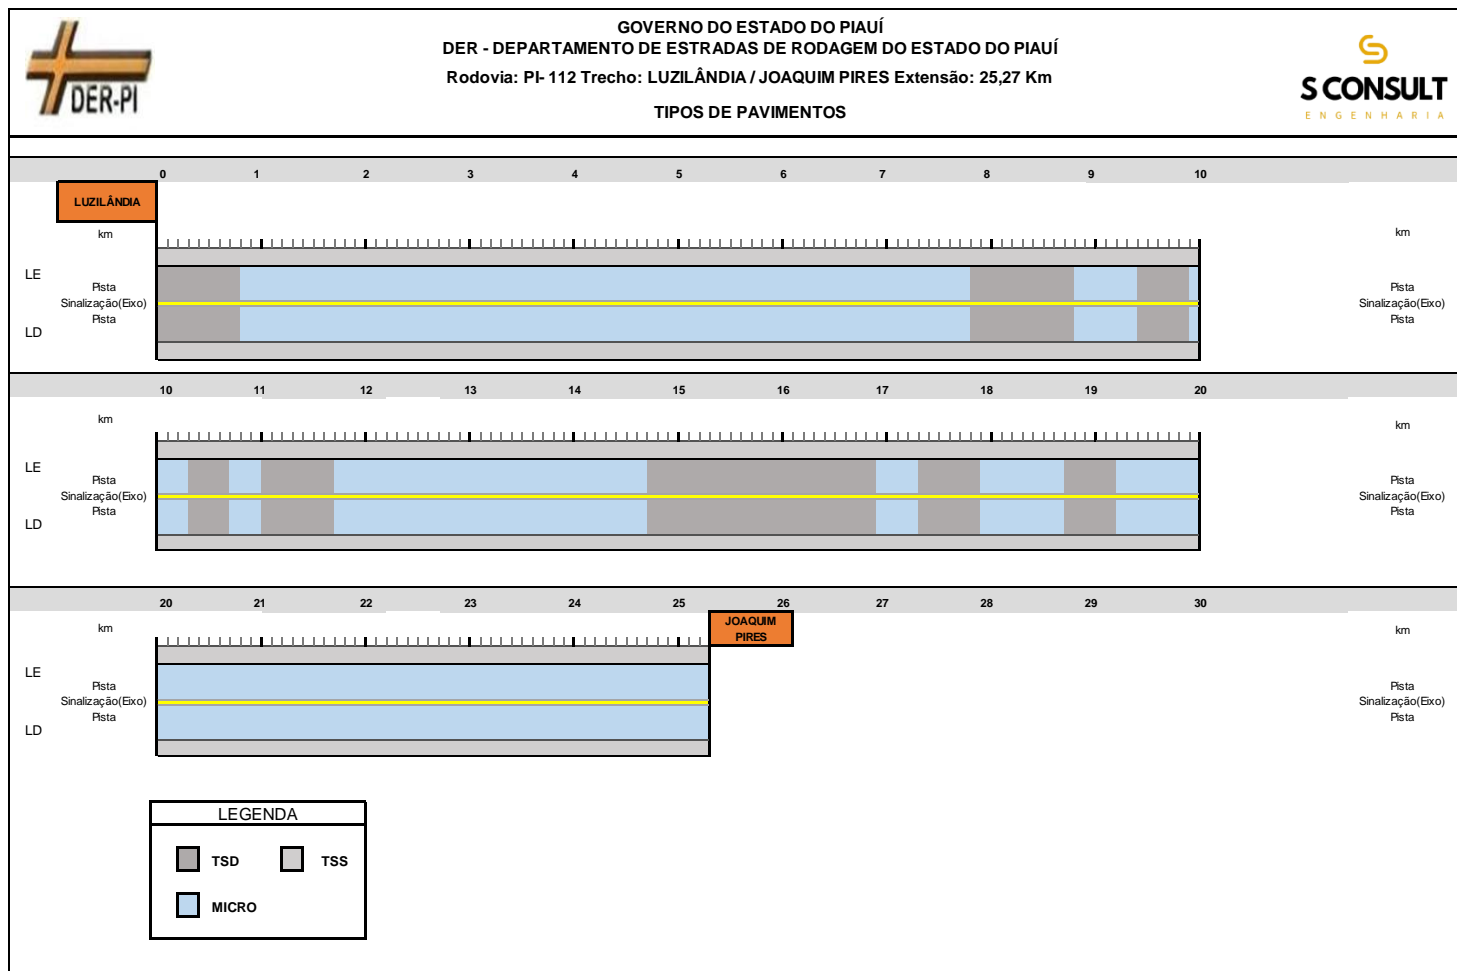 GOVERNO DO ESTADO DO PIAUÍ
DER - DEPARTAMENTO DE ESTRADAS DE RODAGEM DO ESTADO DO PIAUÍ
Rodovia: PI- 112 Trecho: LUZILÂNDIA / JOAQUIM PIRES Extensão: 25,27 Km
TIPOS DE PAVIMENTOS
DER-PI
S CONSULT
ENGENHARIA
0 1 2 3 4 5 6 7 8 9 10
LUZILÂNDIA
km km
LE
Pista Pista
Sinalização(Eixo) Sinalização(Eixo)
Pista Pista
LD
10 11 12 13 14 15 16 17 18 19 20
km km
LE
Pista Pista
Sinalização(Eixo) Sinalização(Eixo)
Pista Pista
LD
20 21 22 23 24 25 26 27 28 29 30
JOAQUIM
PIRES
km km
LE
Pista Pista
Sinalização(Eixo) Sinalização(Eixo)
Pista Pista
LD
LEGENDA
TSD TSS
MICRO